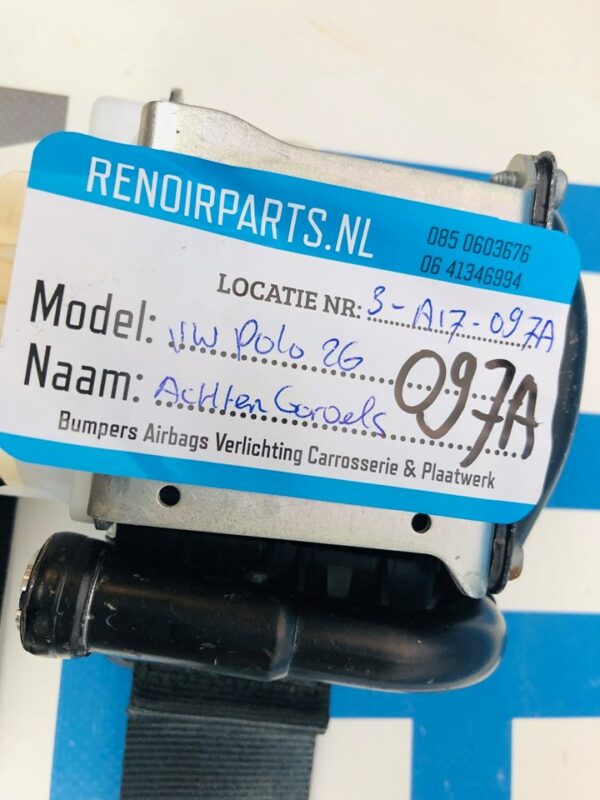 RENOIRPARTS.NL
085 0603676
06 41346994
LOCATIE NR: 3-A17-097A
Model: VW Polo 2G
Naam: Achter Gordels
097A
Bumpers Airbags Verlichting Carrosserie & Plaatwerk